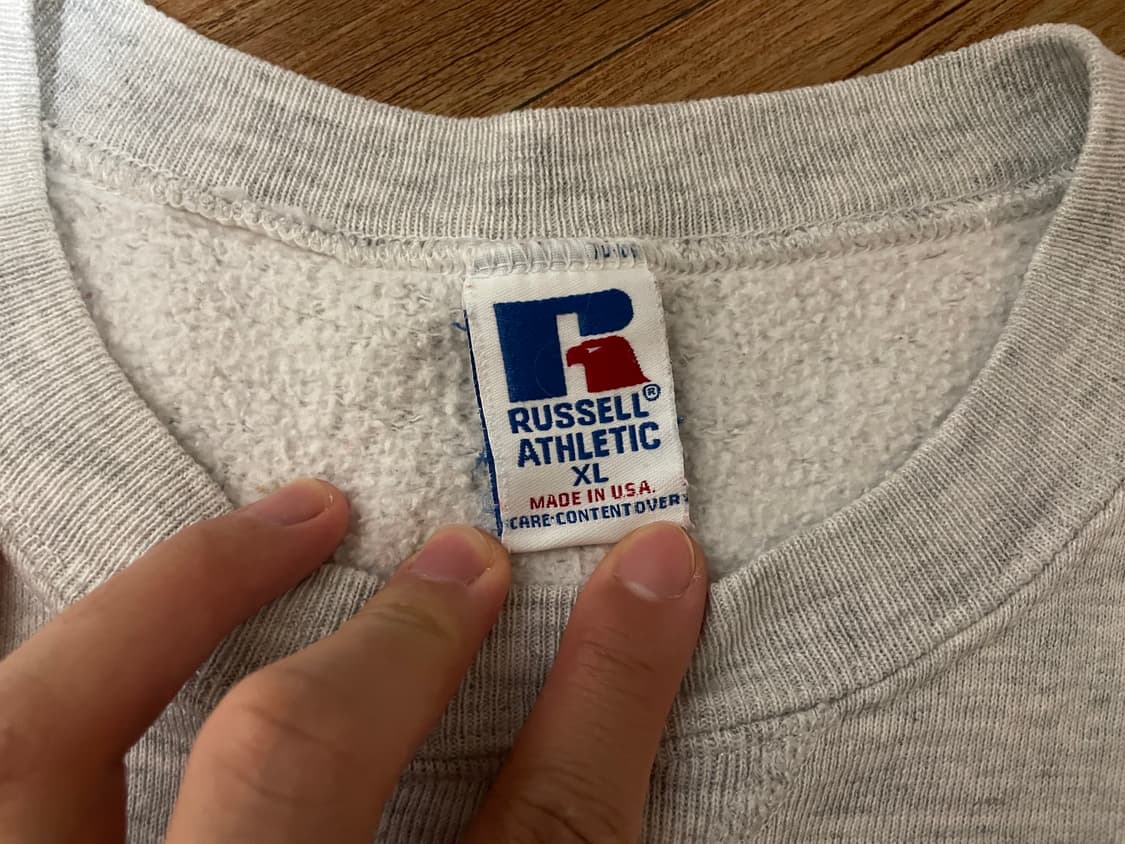 RUSSELL®
ATHLETIC
XL
MADE IN U.S.A.
CARE·CONTENT OVER